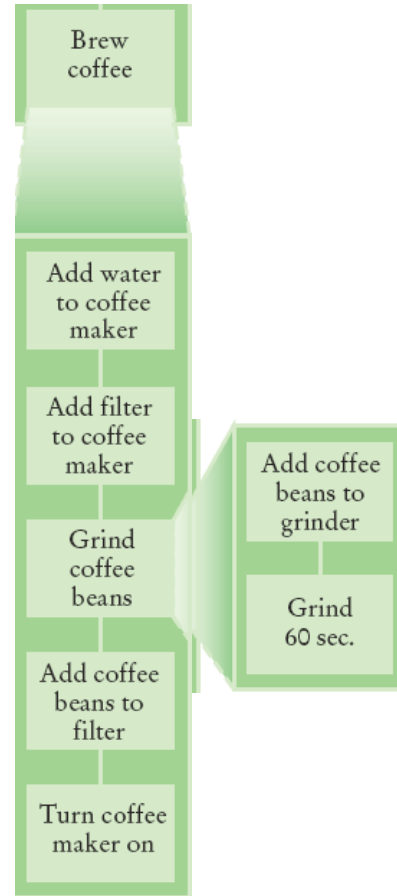 Brew
coffee
Add water
to coffee
maker
Add filter
to coffee
maker
Grind
coffee
beans
Add coffee
beans to
grinder
Grind
60 sec.
Add coffee
beans to
filter
Turn coffee
maker on